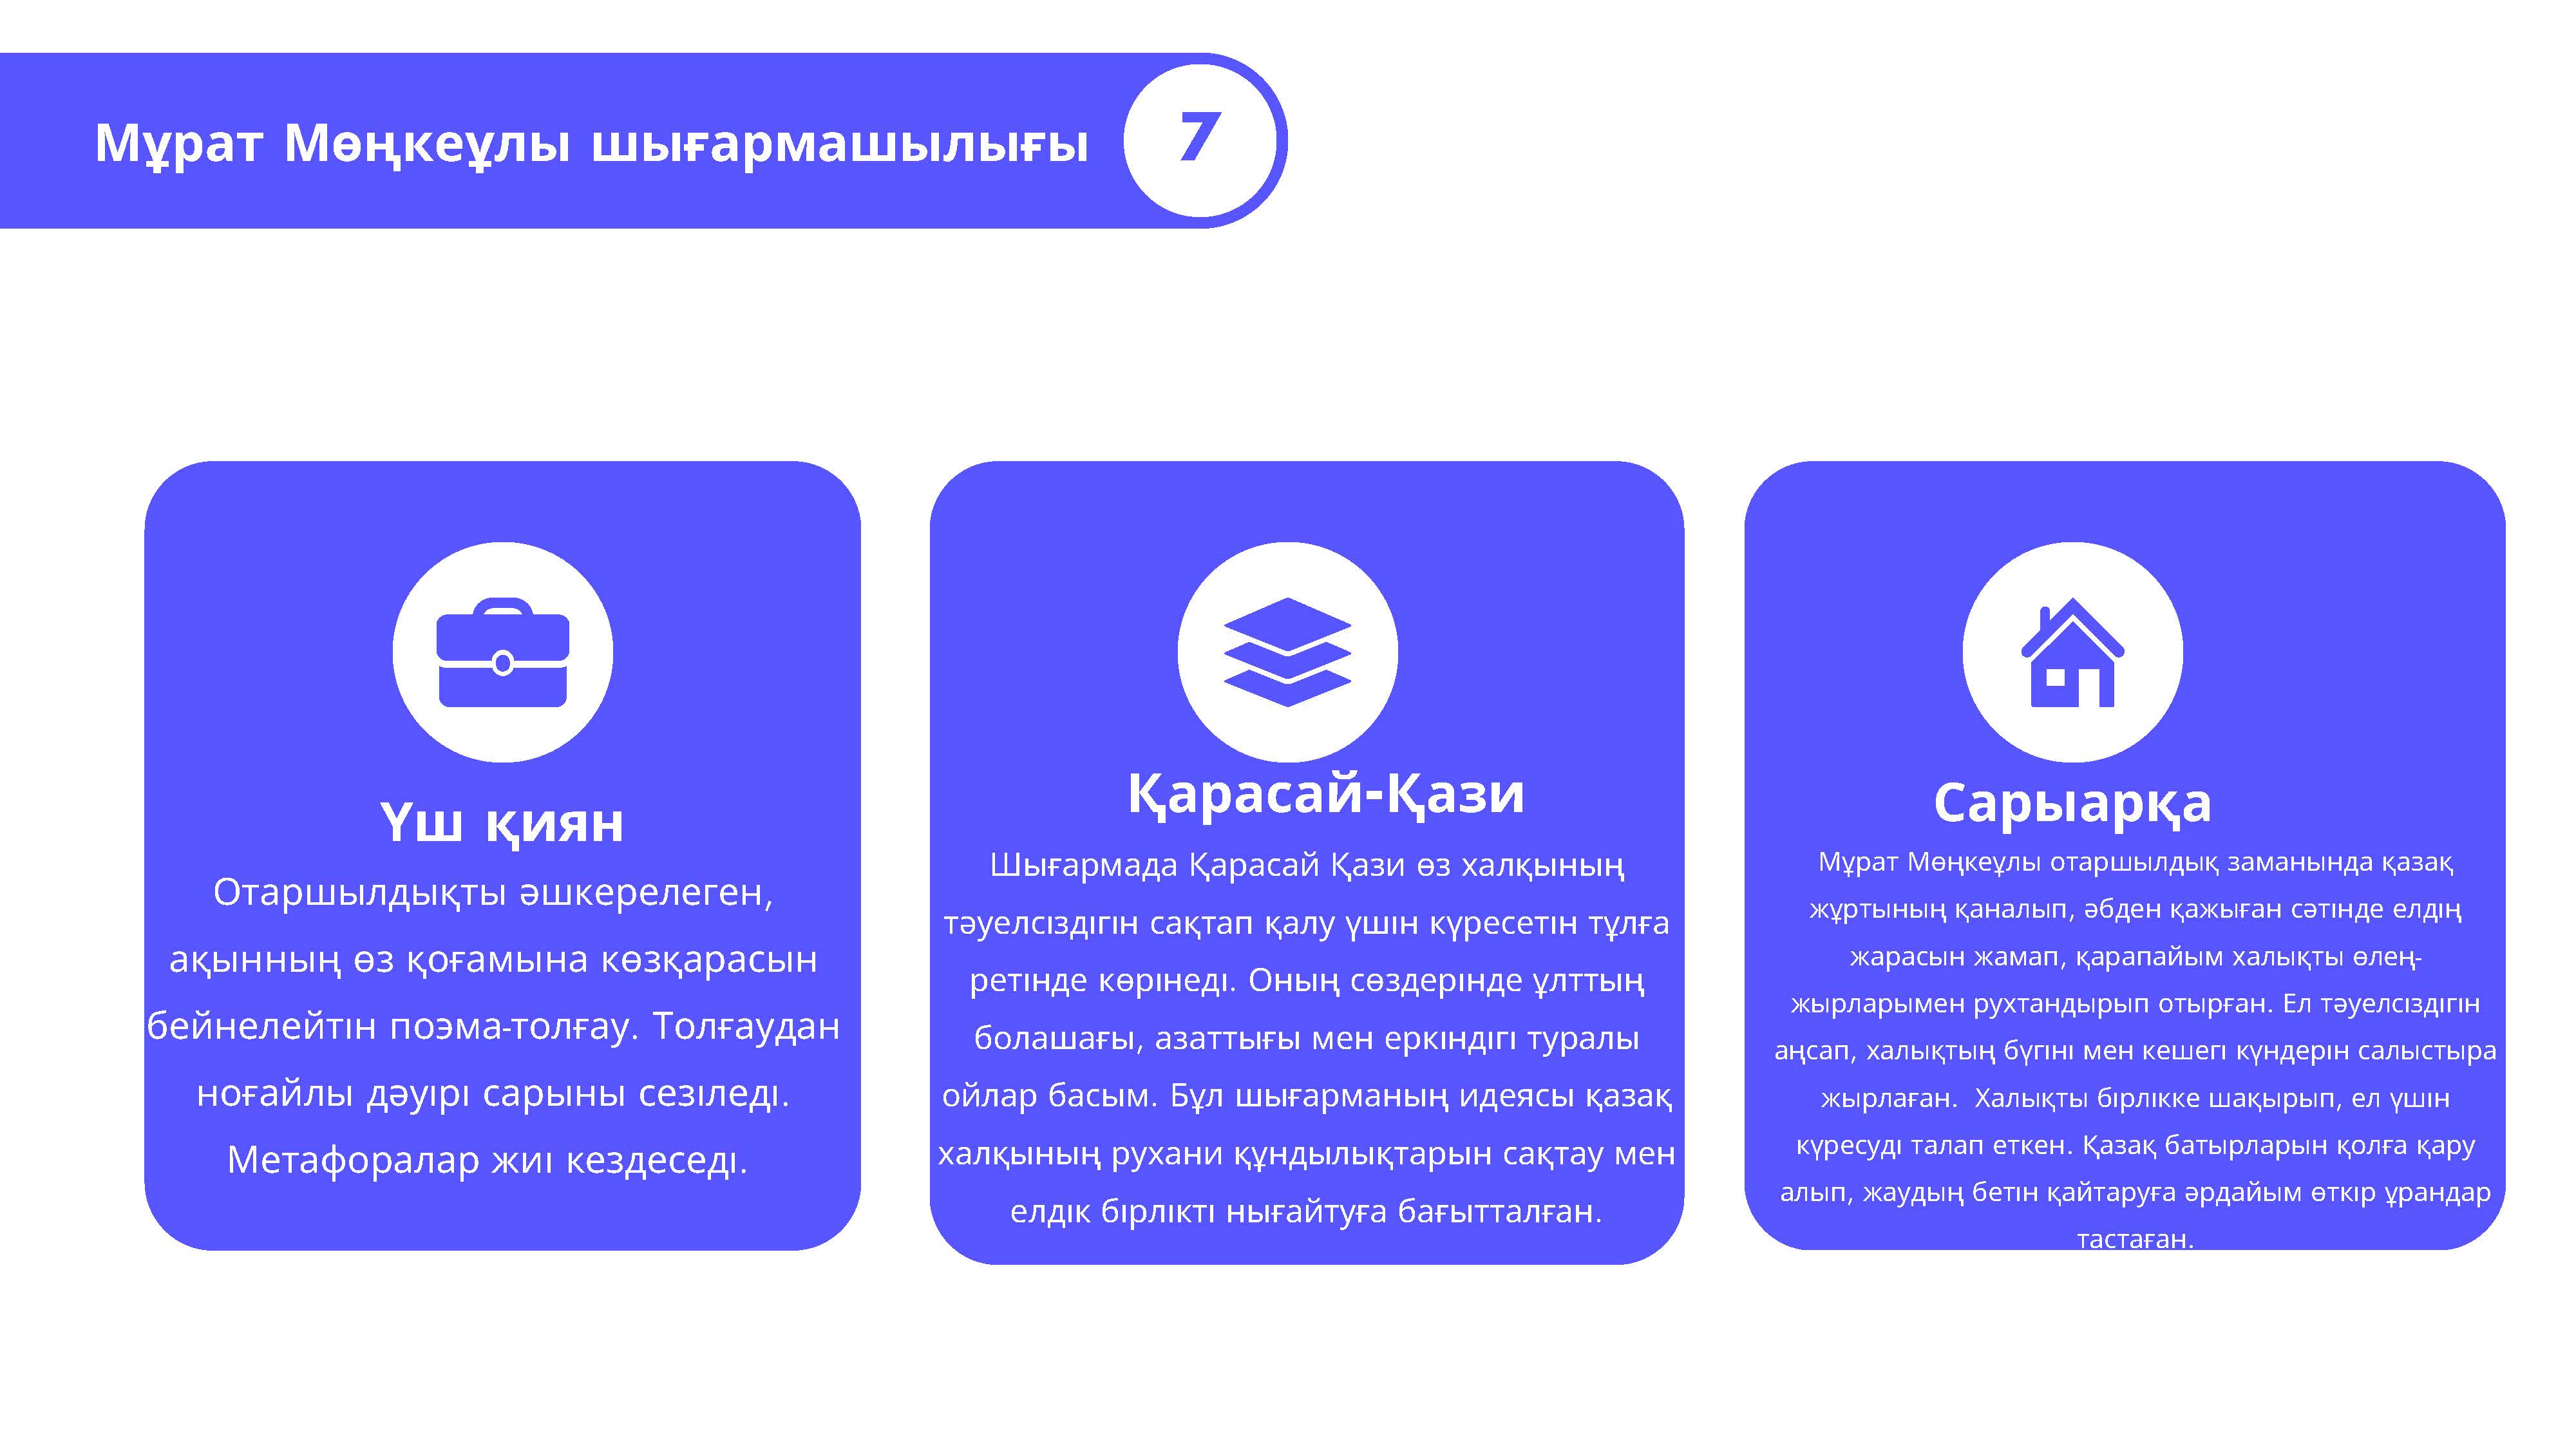 Мұрат Мөңкеұлы шығармашылығы
7
Үш қиян
Отаршылдықты әшкерелеген,
ақынның өз қоғамына көзқарасын
бейнелейтін поэма-толғау. Толғаудан
ноғайлы дәуірі сарыны сезіледі.
Метафоралар жиі кездеседі.
Қарасай-Қази
Шығармада Қарасай Қази өз халқының
тәуелсіздігін сақтап қалу үшін күресетін тұлға
ретінде көрінеді. Оның сөздерінде ұлттың
болашағы, азаттығы мен еркіндігі туралы
ойлар басым. Бұл шығарманың идеясы қазақ
халқының рухани құндылықтарын сақтау мен
елдік бірлікті нығайтуға бағытталған.
Сарыарқа
Мұрат Мөңкеұлы отаршылдық заманында қазақ
жұртының қаналып, әбден қажыған сәтінде елдің
жарасын жамап, қарапайым халықты өлең-
жырларымен рухтандырып отырған. Ел тәуелсіздігін
аңсап, халықтың бүгіні мен кешегі күндерін салыстыра
жырлаған. Халықты бірлікке шақырып, ел үшін
күресуді талап еткен. Қазақ батырларын қолға қару
алып, жаудың бетін қайтаруға әрдайым өткір ұрандар
тастаған.